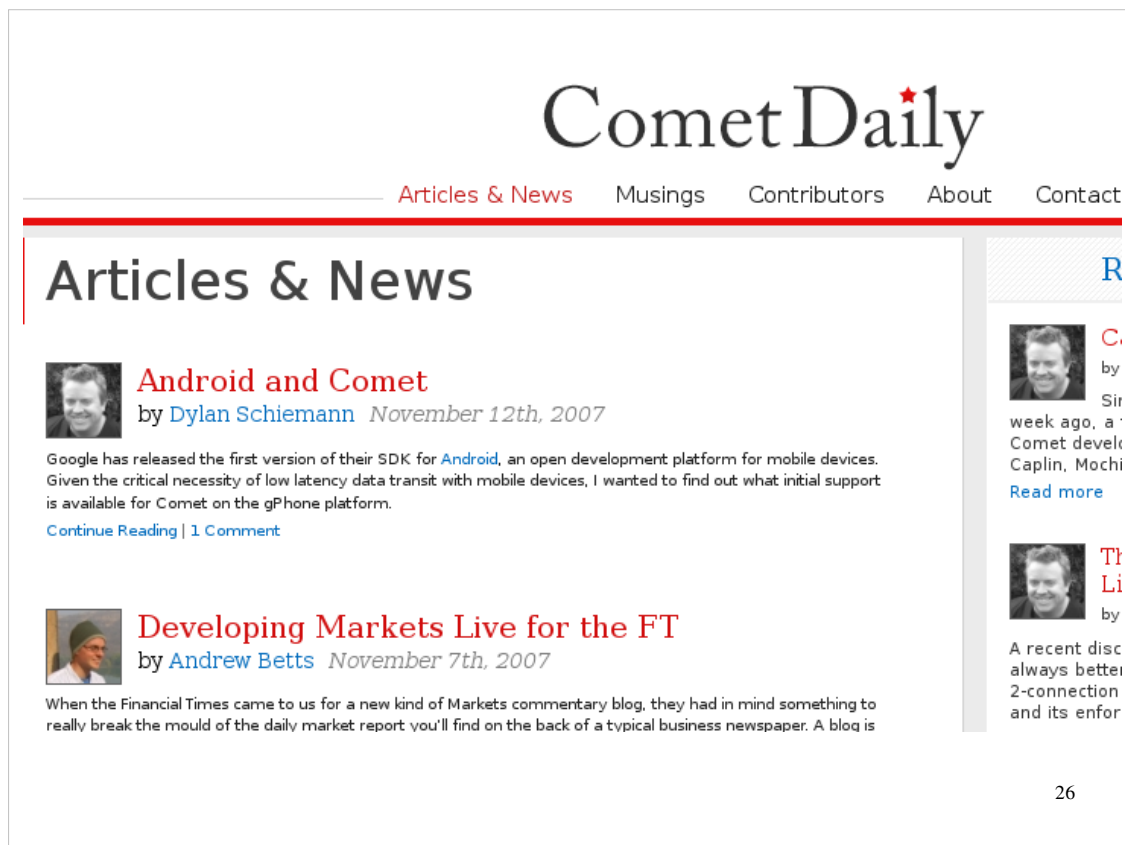 Comet Daily
Articles & News Musings Contributors About Contact
Articles & News
Android and Comet
by Dylan Schiemann November 12th, 2007
Google has released the first version of their SDK for Android, an open development platform for mobile devices.
Given the critical necessity of low latency data transit with mobile devices, I wanted to find out what initial support
is available for Comet on the gPhone platform.
Continue Reading | 1 Comment
Developing Markets Live for the FT
by Andrew Betts November 7th, 2007
When the Financial Times came to us for a new kind of Markets commentary blog, they had in mind something to
really break the mould of the daily market report you'll find on the back of a typical business newspaper. A blog is
R
by
week ago, a
Comet
Caplin,
Read more
by
A recent
always better
2-connection
and its
26